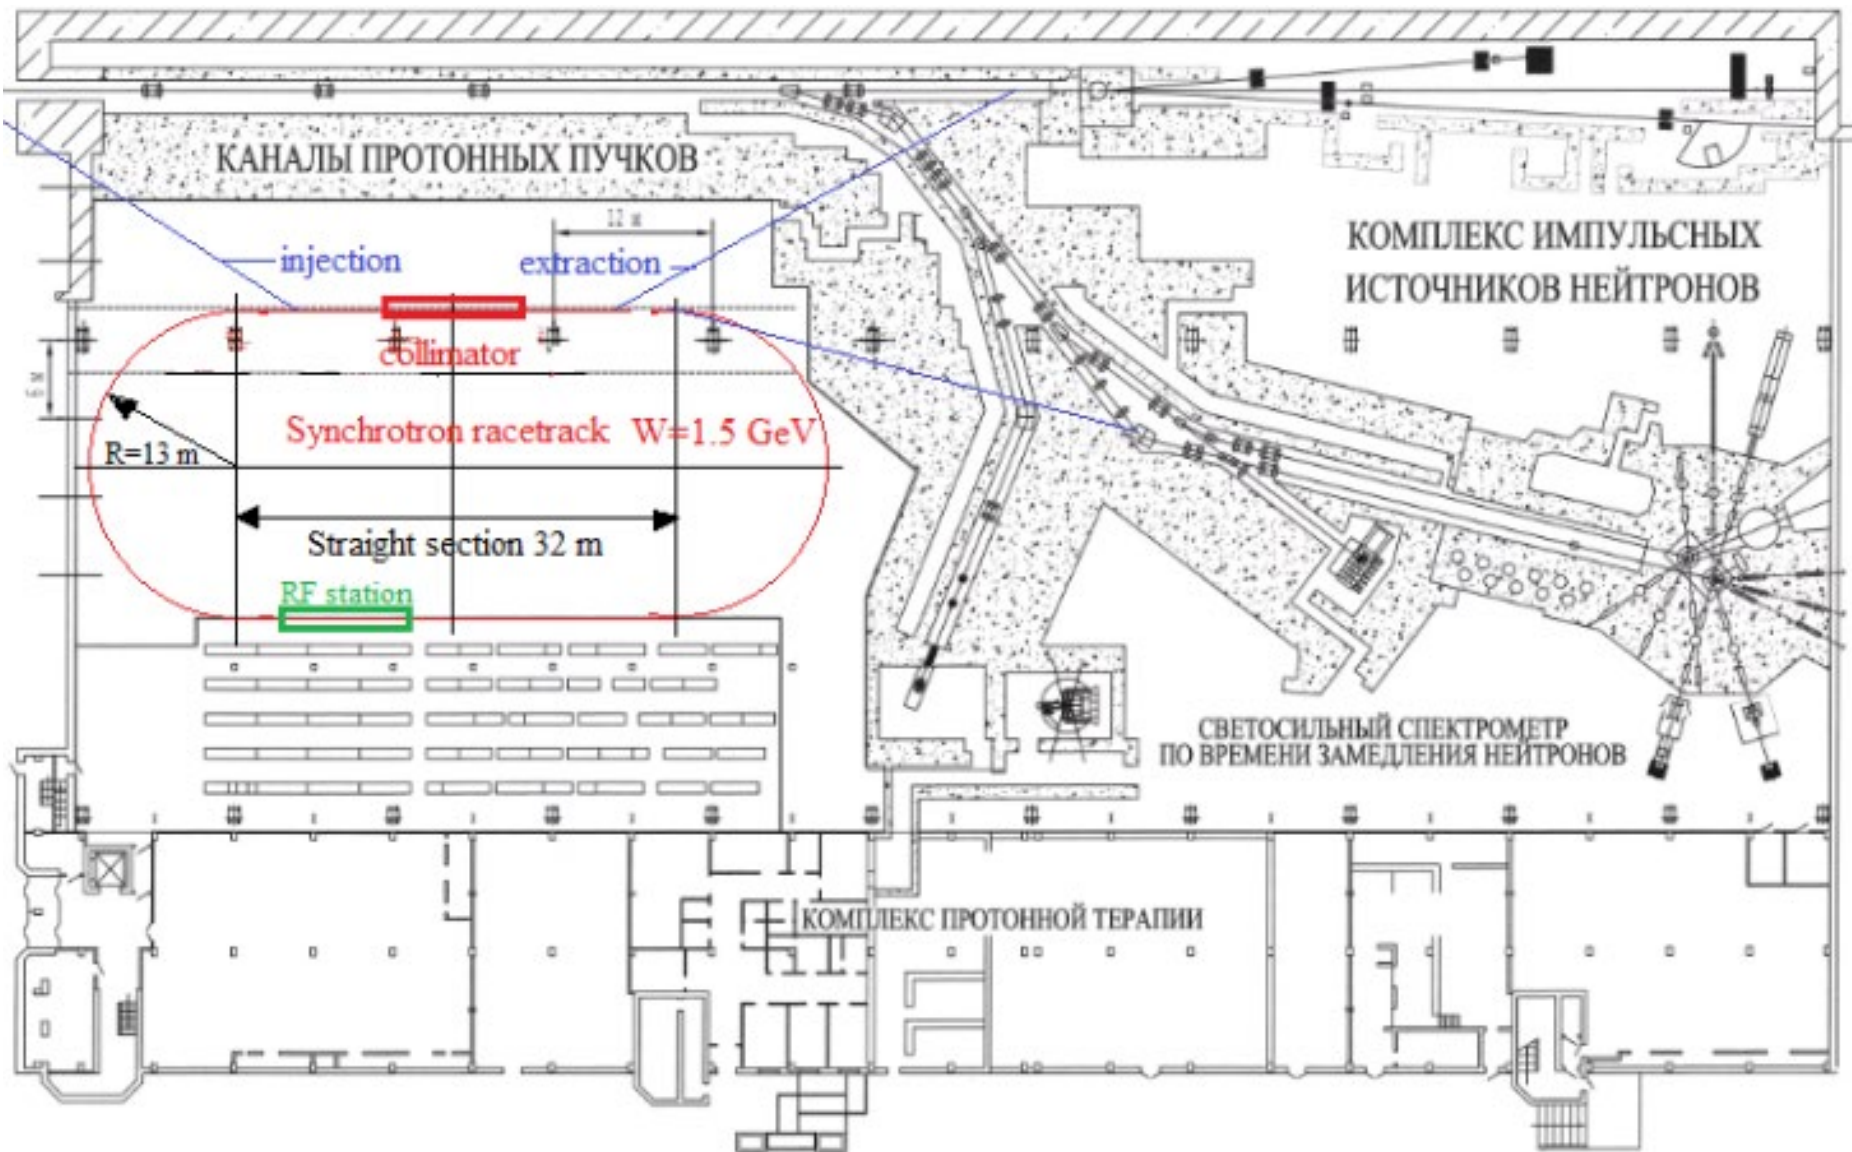 КАНАЛЫ ПРОТОННЫХ ПУЧКОВ
12 м
КОМПЛЕКС ИМПУЛЬСНЫХ
ИСТОЧНИКОВ НЕЙТРОНОВ
injection
extraction
collimator
6 м
Synchrotron racetrack W=1.5 GeV
R=13 m
Straight section 32 m
RF station
СВЕТОСИЛЬНЫЙ СПЕКТРОМЕТР
ПО ВРЕМЕНИ ЗАМЕДЛЕНИЯ НЕЙТРОНОВ
КОМПЛЕКС ПРОТОННОЙ ТЕРАПИИ